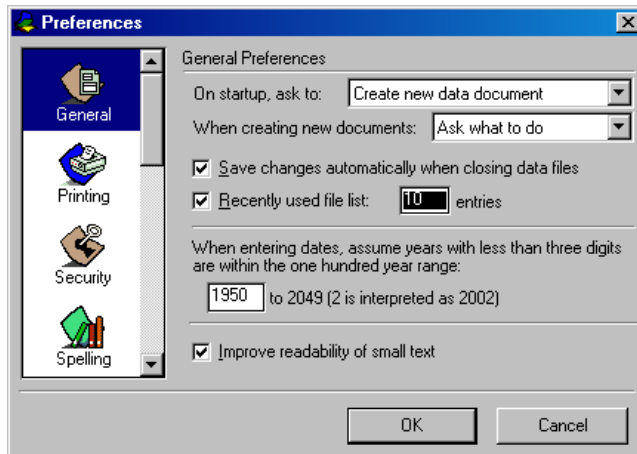 Preferences
General
Printing
Security
Spelling
General Preferences
On startup, ask to: Create new data document
When creating new documents: Ask what to do
Save changes automatically when closing data files
Recently used file list: 10 entries
When entering dates, assume years with less than three digits
are within the one hundred year range:
1950 to 2049 (2 is interpreted as 2002)
Improve readability of small text
OK Cancel